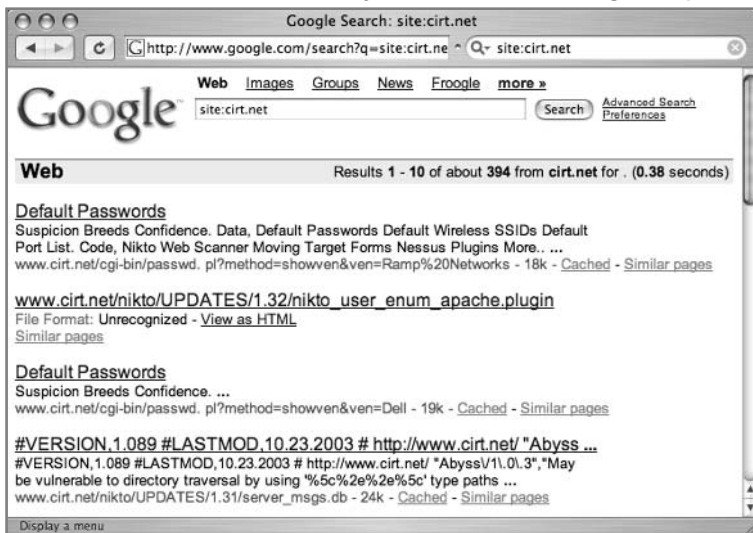 Google Search: site:cirt.net
http://www.google.com/search?q=site:cirt.ne
site:cirt.net
Web Images Groups News Froogle more »
Google
site:cirt.net Search Advanced Search
Preferences
Web Results 1 - 10 of about 394 from cirt.net for . (0.38 seconds)
Default Passwords
Suspicion Breeds Confidence. Data, Default Passwords Default Wireless SSIDs Default
Port List. Code, Nikto Web Scanner Moving Target Forms Nessus Plugins More.. ...
www.cirt.net/cgi-bin/passwd. pl?method=showven&ven=Ramp%20Networks - 18k - Cached - Similar pages
www.cirt.net/nikto/UPDATES/1.32/nikto_user_enum_apache.plugin
File Format: Unrecognized - View as HTML
Similar pages
Default Passwords
Suspicion Breeds Confidence. ...
www.cirt.net/cgi-bin/passwd. pl?method=showven&ven=Dell - 19k - Cached - Similar pages
#VERSION,1.089 #LASTMOD,10.23.2003 # http://www.cirt.net/ "Abyss ...
#VERSION,1.089 #LASTMOD,10.23.2003 # http://www.cirt.net/ "Abyss\/1\.0\.3","May
be vulnerable to directory traversal by using '%5c%2e%2e%5c' type paths ...
www.cirt.net/nikto/UPDATES/1.31/server_msgs.db - 24k - Cached - Similar pages
Display a menu